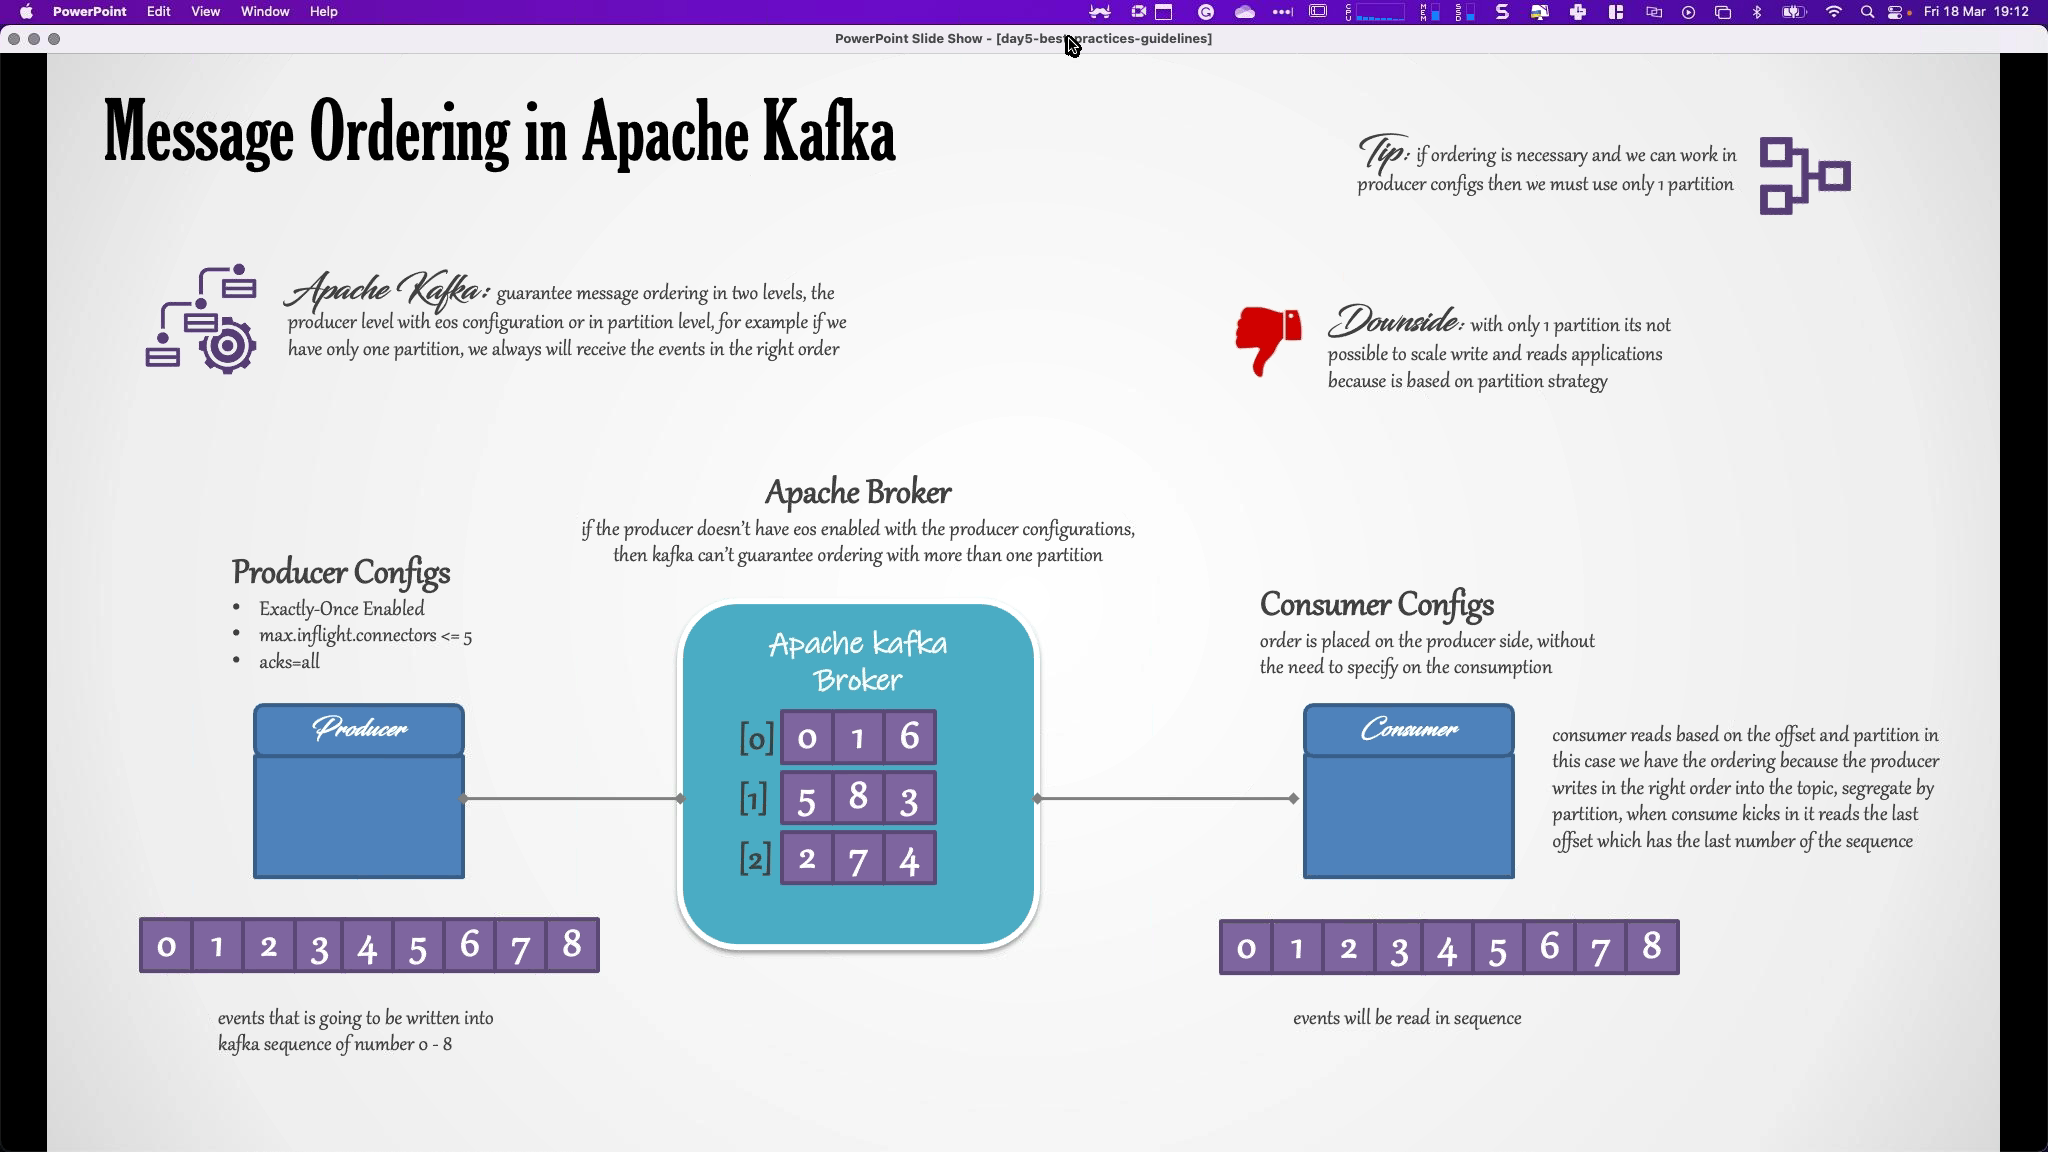 PowerPoint Edit View Window Help
Fri 18 Mar 19:12
PowerPoint Slide Show - [day5-best-practices-guidelines]
Message Ordering in Apache Kafka
Tip: if ordering is necessary and we can work in
producer configs then we must use only 1 partition
Apache Kafka: guarantee message ordering in two levels, the
producer level with eos configuration or in partition level, for example if we
have only one partition, we always will receive the events in the right order
Downside: with only 1 partition its not
possible to scale write and reads applications
because is based on partition strategy
Apache Broker
if the producer doesn't have eos enabled with the producer configurations,
then kafka can't guarantee ordering with more than one partition
Producer Configs
• Exactly-Once Enabled
• max.inflight.connectors <= 5
• acks=all
Consumer Configs
order is placed on the producer side, without
the need to specify on the consumption
Producer
Apache kafka
Broker
[0] 0 1 6
[1] 5 8 3
[2] 2 7 4
Consumer
consumer reads based on the offset and partition in
this case we have the ordering because the producer
writes in the right order into the topic, segregate by
partition, when consume kicks in it reads the last
offset which has the last number of the sequence
0 1 2 3 4 5 6 7 8
events that is going to be written into
kafka sequence of number 0 - 8
0 1 2 3 4 5 6 7 8
events will be read in sequence